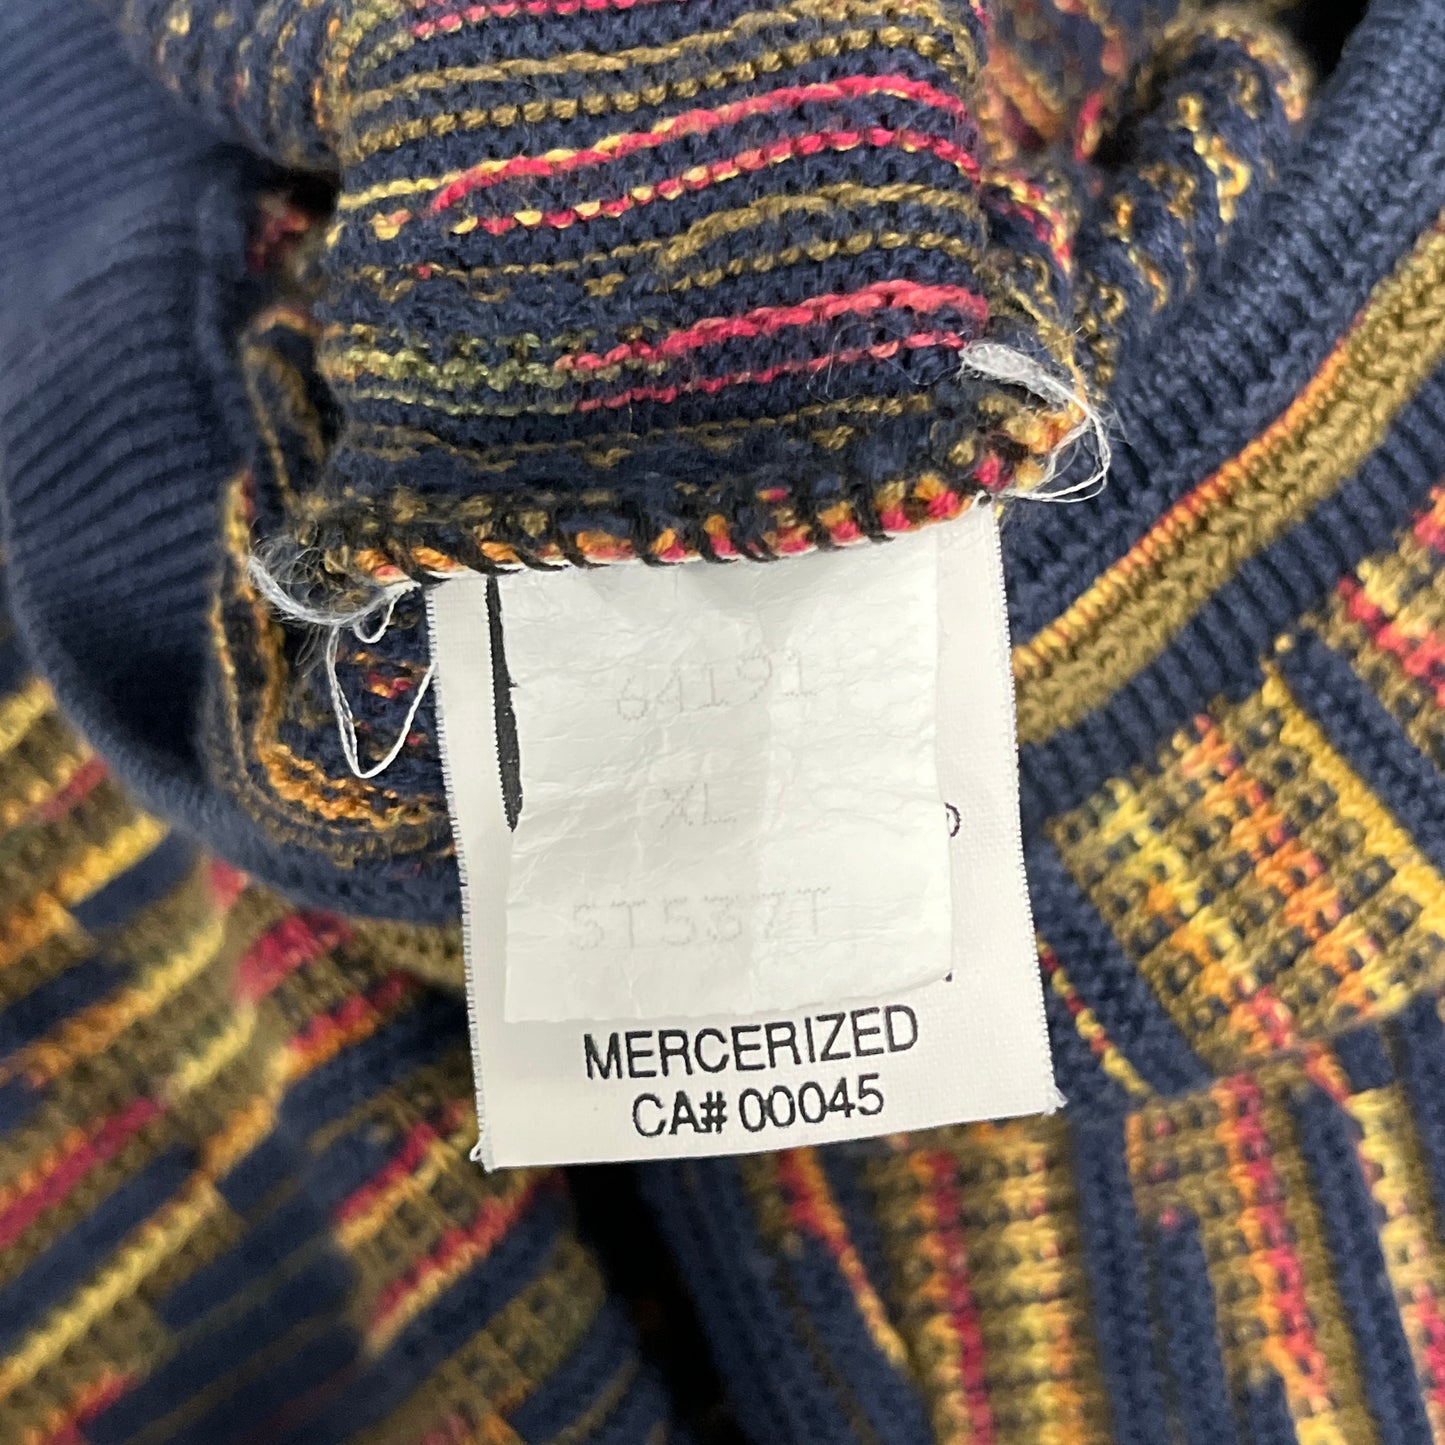 64191
XL
MERCERIZED
CA# 00045